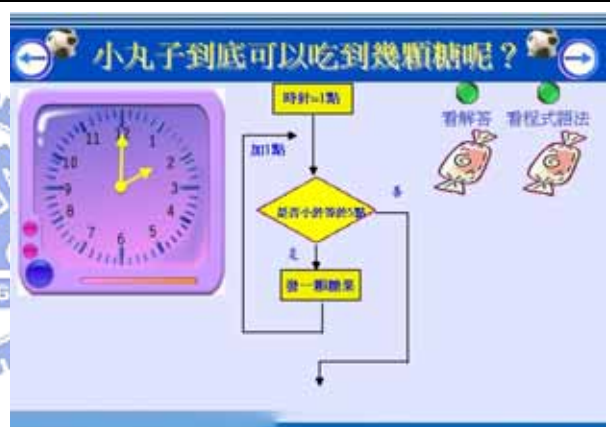 小丸子到底可以吃到幾顆糖呢？
時針=1點
加1點
是否小於等於5點
否
是
發一顆糖果
看解答
看程式語法
12
1
2
3
4
5
6
7
8
9
10
11